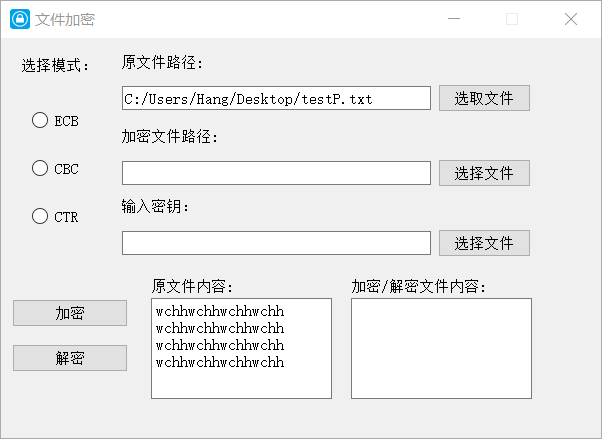 文件加密
选择模式:
ECB
CBC
CTR
原文件路径:
C:/Users/Hang/Desktop/testP.txt
选取文件
加密文件路径:
选择文件
输入密钥:
选择文件
加密
解密
原文件内容:
wchhwchhwchhwchh
wchhwchhwchhwchh
wchhwchhwchhwchh
wchhwchhwchhwchh
加密/解密文件内容: